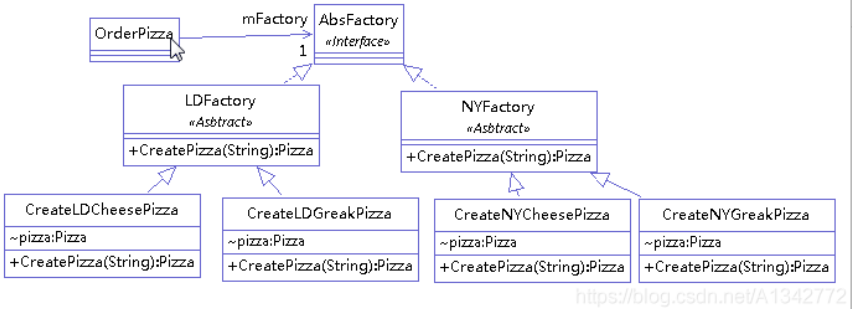 mFactory
OrderPizza
1
AbsFactory
«Interface»
LDFactory
«Asbtract»
+CreatePizza(String):Pizza
NYFactory
«Asbtract»
+CreatePizza(String):Pizza
CreateLDCheesePizza
~pizza:Pizza
+CreatePizza(String):Pizza
CreateLDGreakPizza
~pizza:Pizza
+CreatePizza(String):Pizza
CreateNYCheesePizza
~pizza:Pizza
+CreatePizza(String):Pizza
CreateNYGreakPizza
~pizza:Pizza
+CreatePizza(String):Pizza
https://blog.csdn.net/A1342772